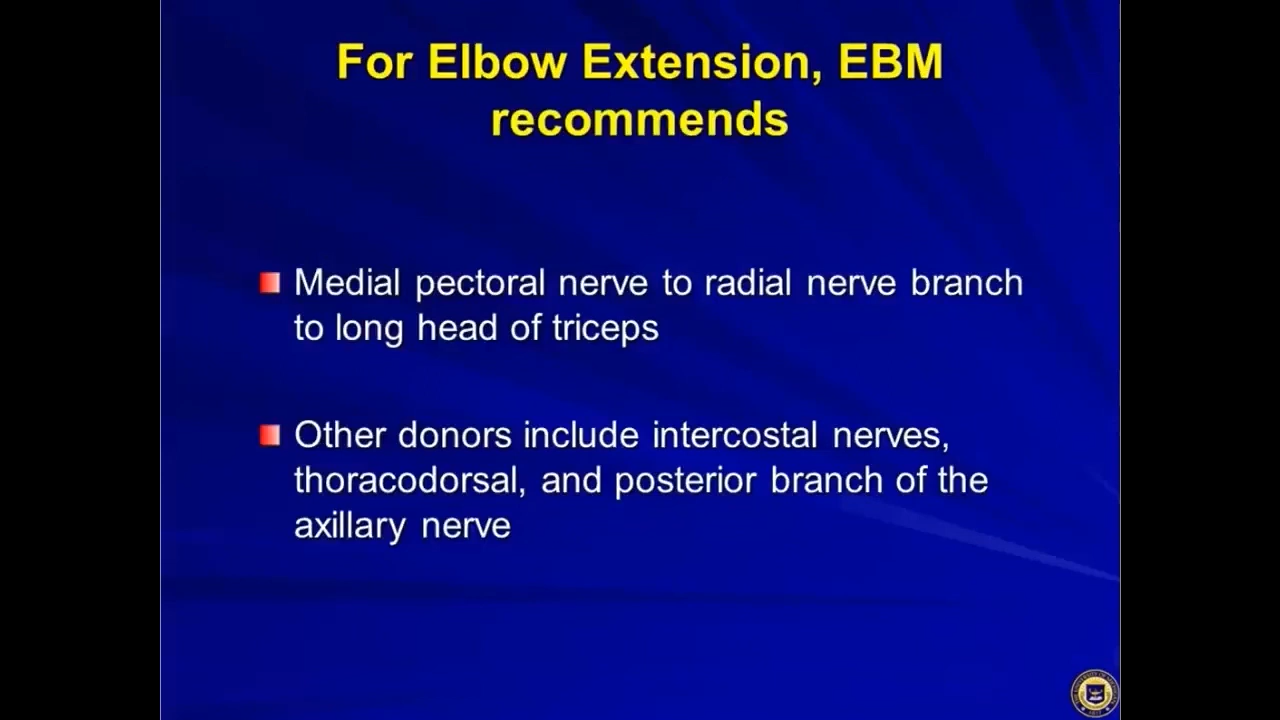 For Elbow Extension, EBM
recommends
Medial pectoral nerve to radial nerve branch
to long head of triceps
Other donors include intercostal nerves,
thoracodorsal, and posterior branch of the
axillary nerve